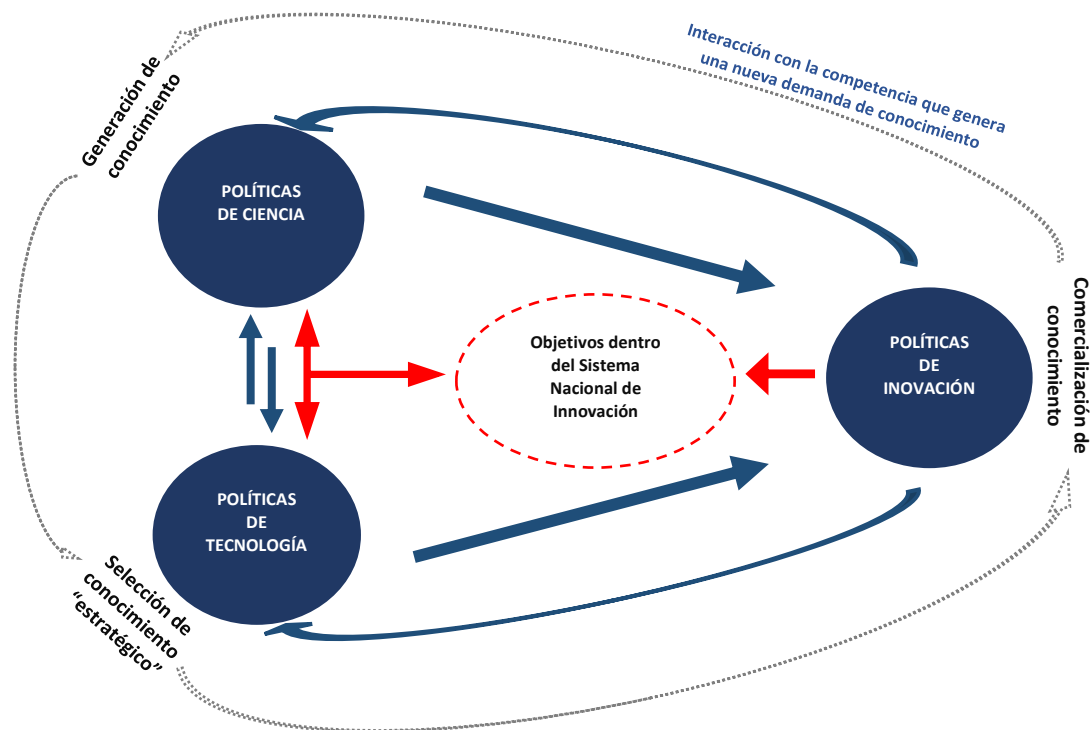 Interacción con la competencia que genera
una nueva demanda de conocimiento
Generación de
conocimiento
POLÍTICAS
DE CIENCIA
Objetivos dentro
del Sistema
Nacional de
Innovación
POLÍTICAS
DE
INOVACIÓN
Comercialización de
conocimiento
POLÍTICAS
DE
TECNOLOGÍA
Selección de
conocimiento
“estratégico”